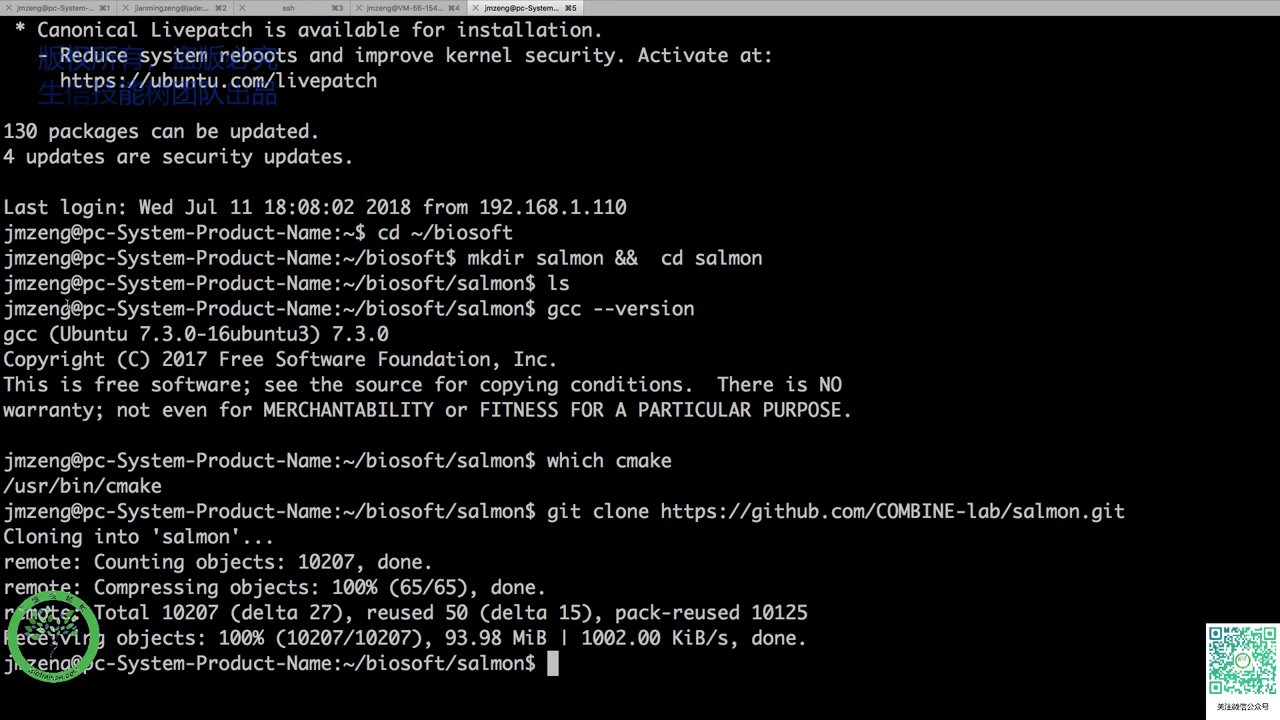 jmzeng@pc-System-... ⌘1
jianmingzeng@jade:... ⌘2
ssh ⌘3
jmzeng@VM-56-154... ⌘4
jmzeng@pc-System... ⌘5
* Canonical Livepatch is available for installation.
- Reduce system reboots and improve kernel security. Activate at:
https://ubuntu.com/livepatch
版权所有,盗版必究
生信技能树团队出品
130 packages can be updated.
4 updates are security updates.
Last login: Wed Jul 11 18:08:02 2018 from 192.168.1.110
jmzeng@pc-System-Product-Name:~$ cd ~/biosoft
jmzeng@pc-System-Product-Name:~/biosoft$ mkdir salmon &&  cd salmon
jmzeng@pc-System-Product-Name:~/biosoft/salmon$ ls
jmzeng@pc-System-Product-Name:~/biosoft/salmon$ gcc --version
gcc (Ubuntu 7.3.0-16ubuntu3) 7.3.0
Copyright (C) 2017 Free Software Foundation, Inc.
This is free software; see the source for copying conditions.  There is NO
warranty; not even for MERCHANTABILITY or FITNESS FOR A PARTICULAR PURPOSE.
jmzeng@pc-System-Product-Name:~/biosoft/salmon$ which cmake
/usr/bin/cmake
jmzeng@pc-System-Product-Name:~/biosoft/salmon$ git clone https://github.com/COMBINE-lab/salmon.git
Cloning into 'salmon'...
remote: Counting objects: 10207, done.
remote: Compressing objects: 100% (65/65), done.
remote: Total 10207 (delta 27), reused 50 (delta 15), pack-reused 10125
Receiving objects: 100% (10207/10207), 93.98 MiB | 1002.00 KiB/s, done.
jmzeng@pc-System-Product-Name:~/biosoft/salmon$
关注微信公众号